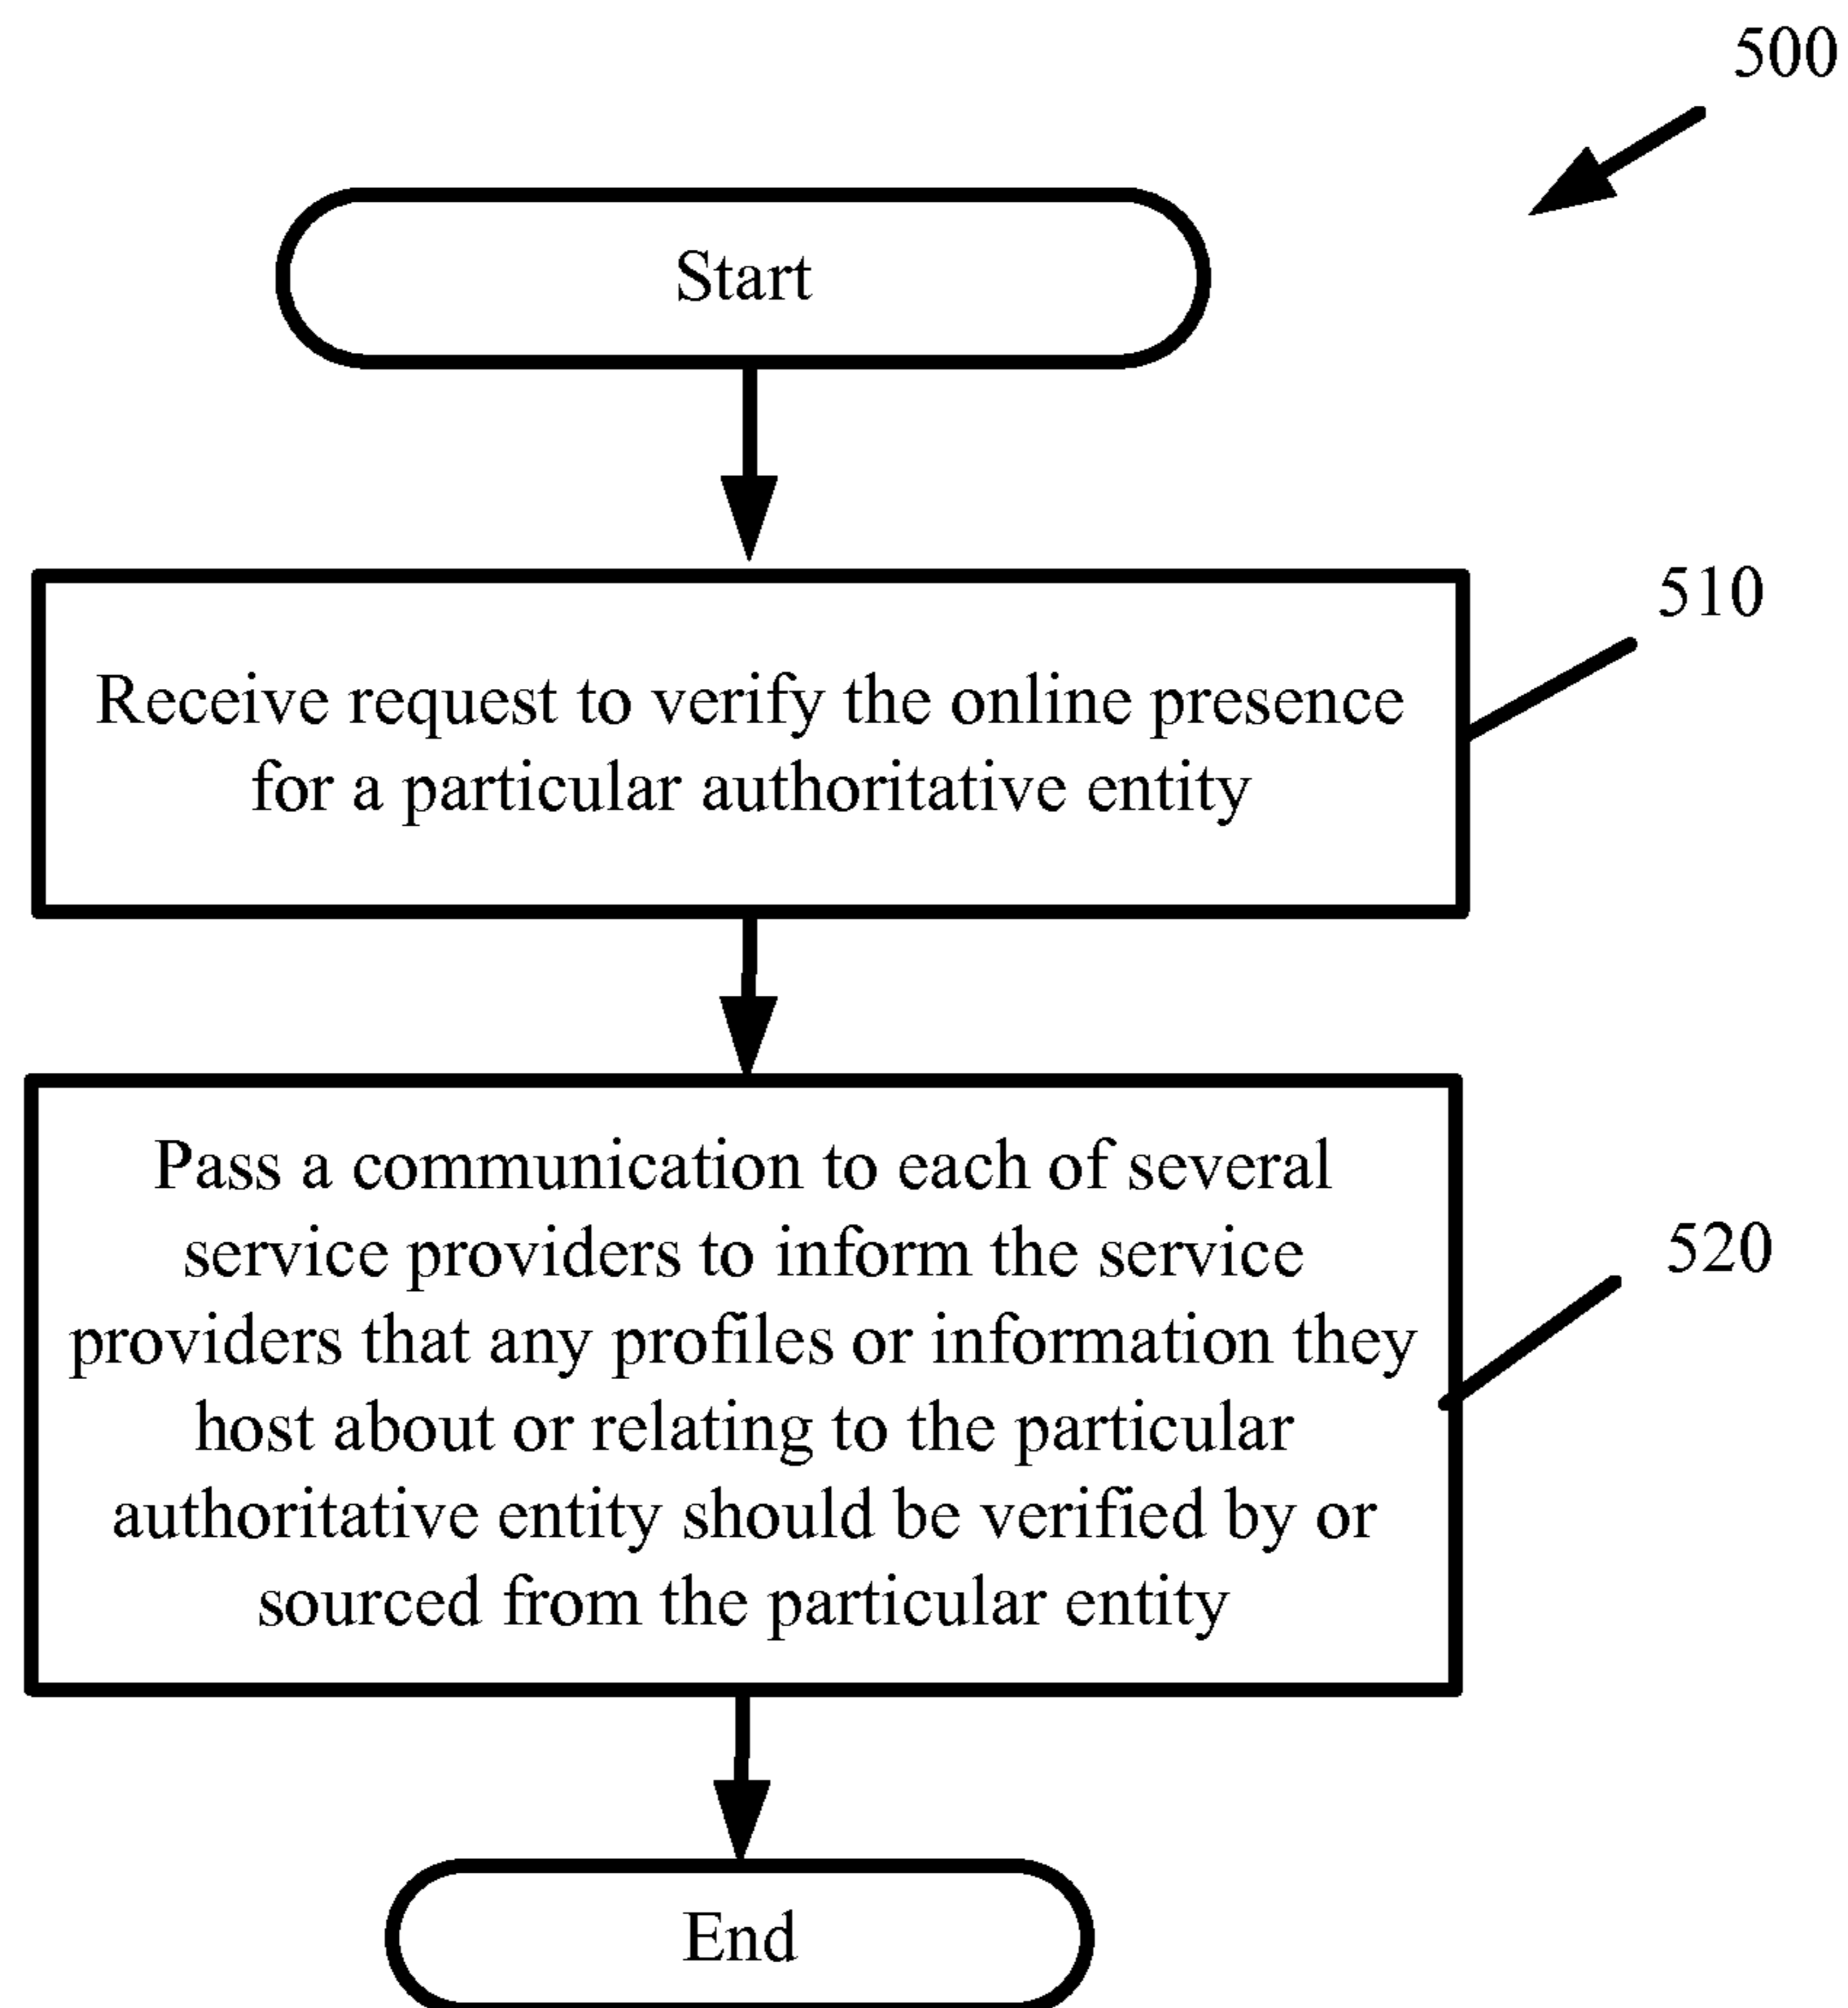 500
Start
510
Receive request to verify the online presence
for a particular authoritative entity
Pass a communication to each of several
service providers to inform the service
providers that any profiles or information they
host about or relating to the particular
authoritative entity should be verified by or
sourced from the particular entity
520
End